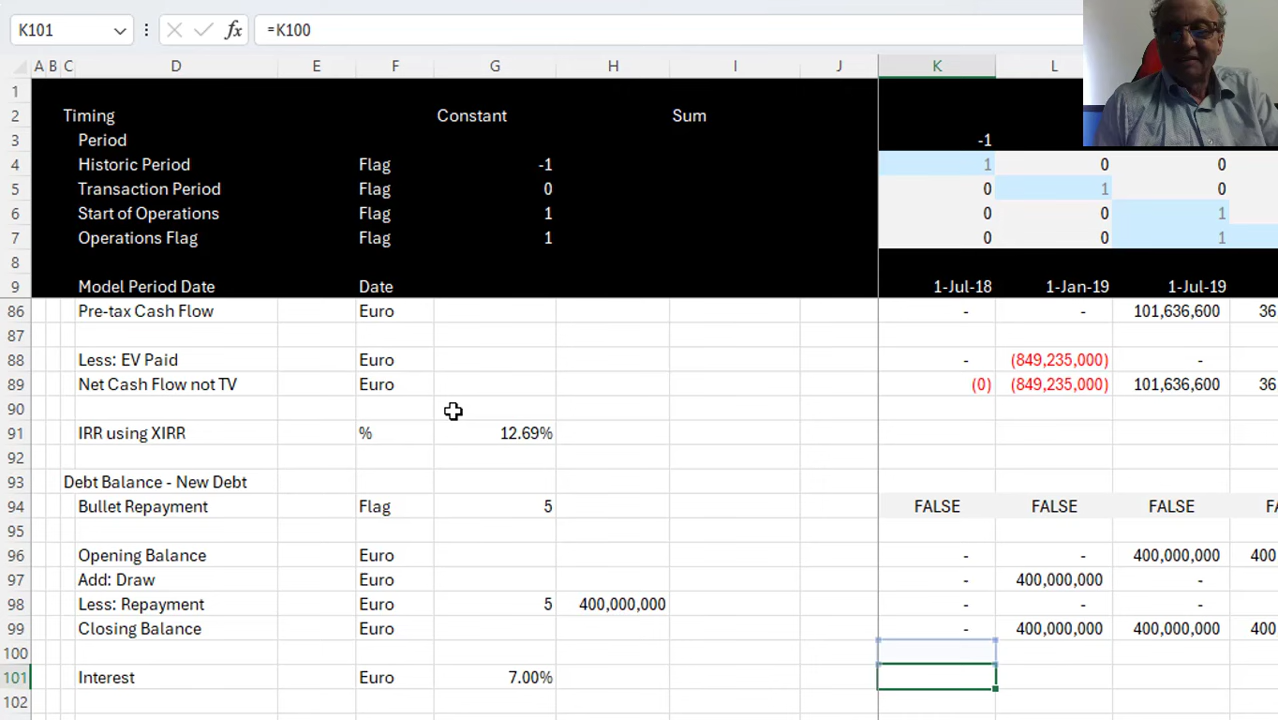 K101 fx =K100
A B C D E F G H I J K L
1
2 Timing Constant Sum
3 Period -1
4 Historic Period Flag -1 1 0 0
5 Transaction Period Flag 0 0 1 0
6 Start of Operations Flag 1 0 0 1
7 Operations Flag Flag 1 0 0 1
8
9 Model Period Date Date 1-Jul-18 1-Jan-19 1-Jul-19
86 Pre-tax Cash Flow Euro - - 101,636,600 36
87
88 Less: EV Paid Euro - (849,235,000) -
89 Net Cash Flow not TV Euro (0) (849,235,000) 101,636,600 36
90
91 IRR using XIRR % 12.69%
92
93 Debt Balance - New Debt
94 Bullet Repayment Flag 5 FALSE FALSE FALSE FA
95
96 Opening Balance Euro - - 400,000,000 400
97 Add: Draw Euro - 400,000,000 -
98 Less: Repayment Euro 5 400,000,000 - - -
99 Closing Balance Euro - 400,000,000 400,000,000 400
100
101 Interest Euro 7.00%
102